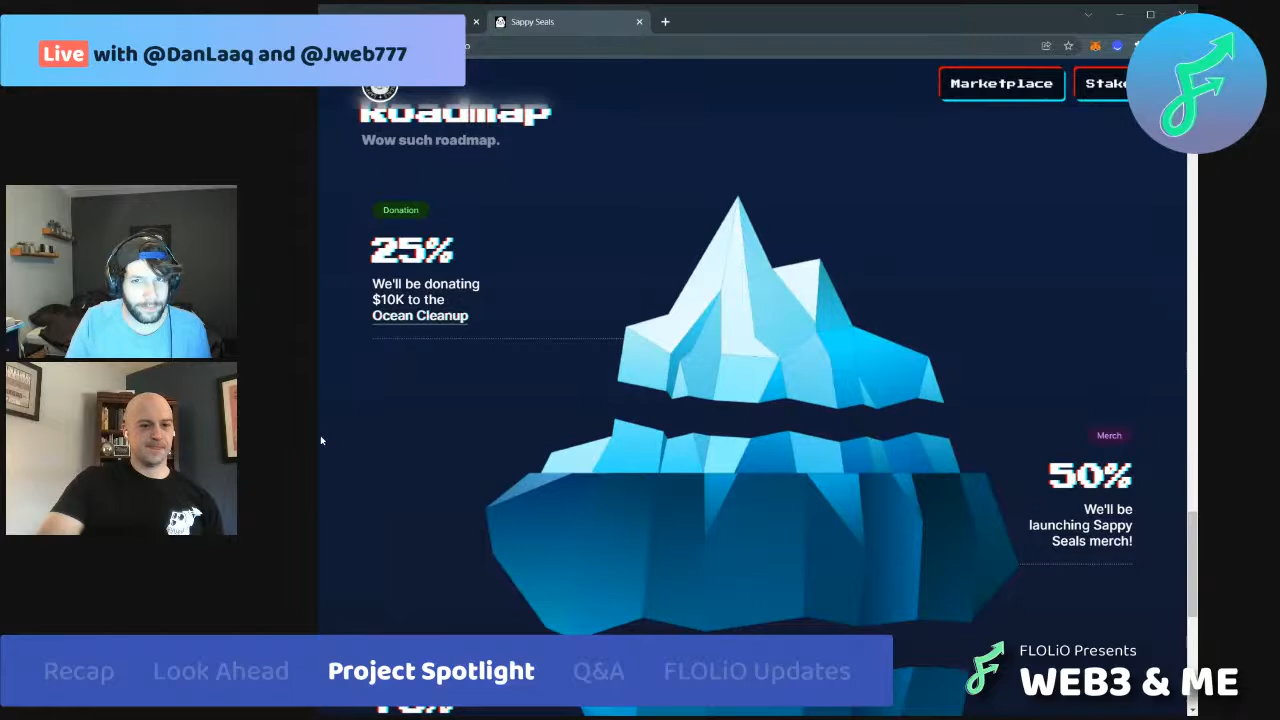 Live with @DanLaaq and @Jweb777
Sappy Seals
Marketplace
Roadmap
Wow such roadmap.
Donation
25%
We'll be donating
$10K to the
Ocean Cleanup
Merch
50%
We'll be
launching Sappy
Seals merch!
Recap Look Ahead Project Spotlight Q&A FLOLiO Updates
FLOLiO Presents
WEB3 & ME